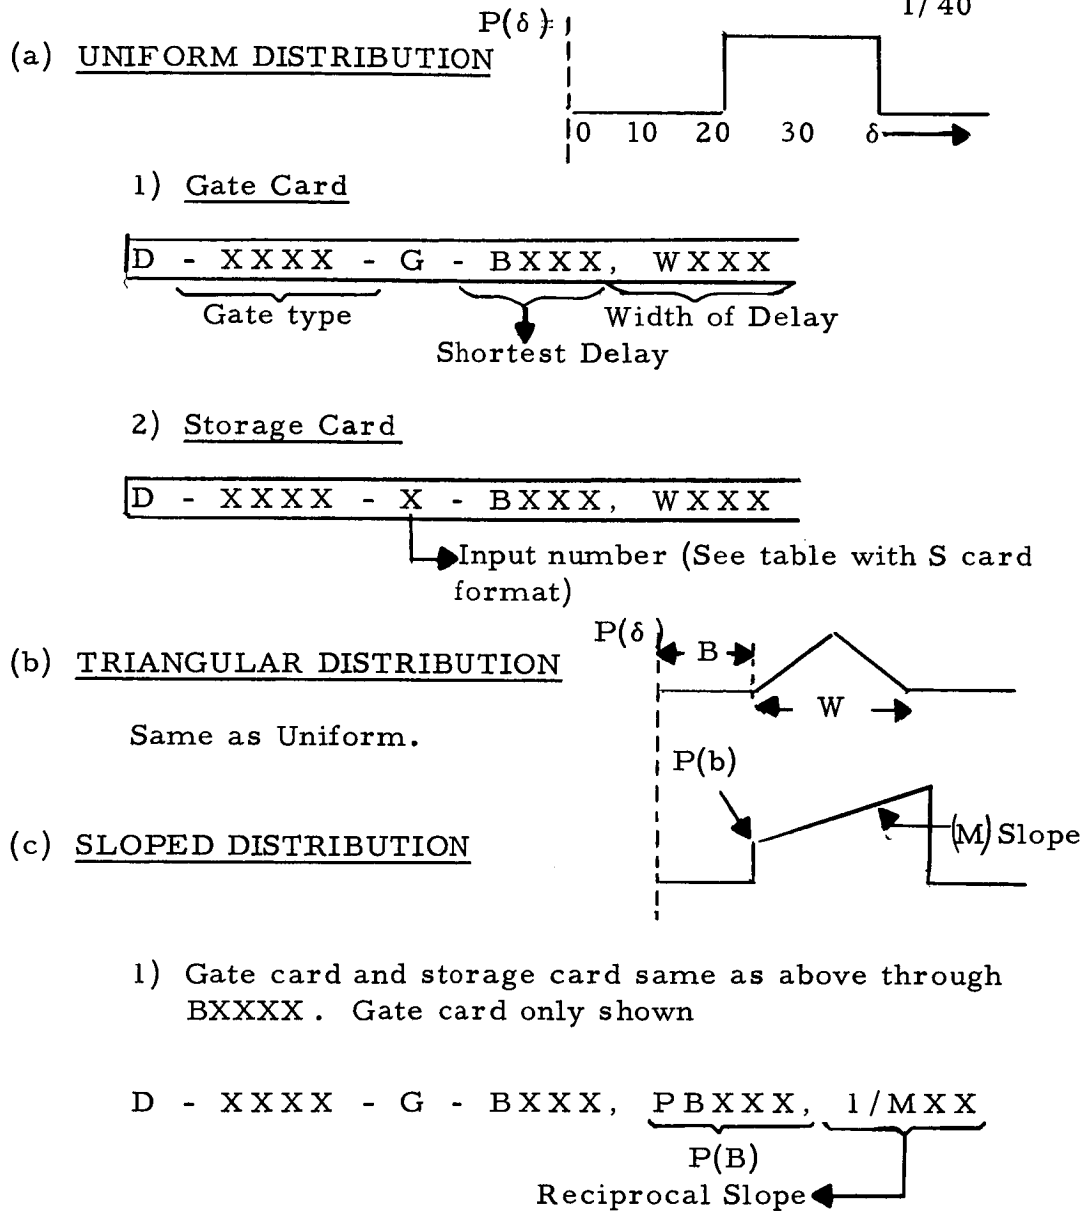 1/40
P(δ) =
(a) UNIFORM DISTRIBUTION
0 10 20 30 δ
1) Gate Card
D - XXXX - G - BXXX, WXXX
Gate type Width of Delay
Shortest Delay
2) Storage Card
D - XXXX - X - BXXX, WXXX
Input number (See table with S card
format)
P(δ)
B
(b) TRIANGULAR DISTRIBUTION
W
Same as Uniform.
P(b)
(c) SLOPED DISTRIBUTION
(M) Slope
1) Gate card and storage card same as above through
BXXXX. Gate card only shown
D - XXXX - G - BXXX, PBXXX, 1/MXX
P(B)
Reciprocal Slope